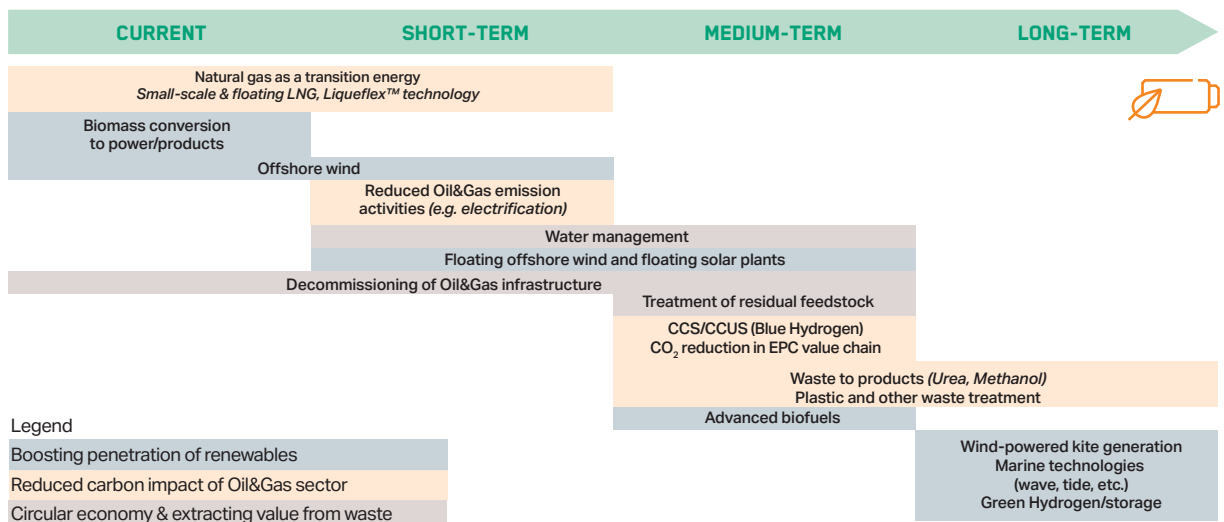 CURRENT SHORT-TERM MEDIUM-TERM LONG-TERM
Natural gas as a transition energy
Small-scale & floating LNG, Liqueflex™ technology
Biomass conversion
to power/products
Offshore wind
Reduced Oil&Gas emission
activities (e.g. electrification)
Water management
Floating offshore wind and floating solar plants
Decommissioning of Oil&Gas infrastructure
Treatment of residual feedstock
CCS/CCUS (Blue Hydrogen)
CO₂ reduction in EPC value chain
Waste to products (Urea, Methanol)
Plastic and other waste treatment
Advanced biofuels
Wind-powered kite generation
Marine technologies
(wave, tide, etc.)
Green Hydrogen/storage
Legend
Boosting penetration of renewables
Reduced carbon impact of Oil&Gas sector
Circular economy & extracting value from waste